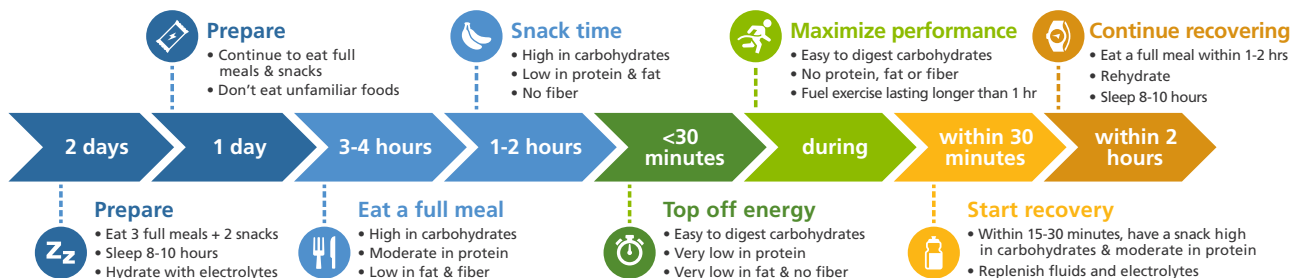 Prepare
• Continue to eat full
meals & snacks
• Don't eat unfamiliar foods
Snack time
• High in carbohydrates
• Low in protein & fat
• No fiber
Maximize performance
• Easy to digest carbohydrates
• No protein, fat or fiber
• Fuel exercise lasting longer than 1 hr
Continue recovering
• Eat a full meal within 1-2 hrs
• Rehydrate
• Sleep 8-10 hours
2 days
1 day
3-4 hours
1-2 hours
<30
minutes
during
within 30
minutes
within 2
hours
Zz
Prepare
• Eat 3 full meals + 2 snacks
• Sleep 8-10 hours
• Hydrate with electrolytes
Eat a full meal
• High in carbohydrates
• Moderate in protein
• Low in fat & fiber
Top off energy
• Easy to digest carbohydrates
• Very low in protein
• Very low in fat & no fiber
Start recovery
• Within 15-30 minutes, have a snack high
in carbohydrates & moderate in protein
• Replenish fluids and electrolytes